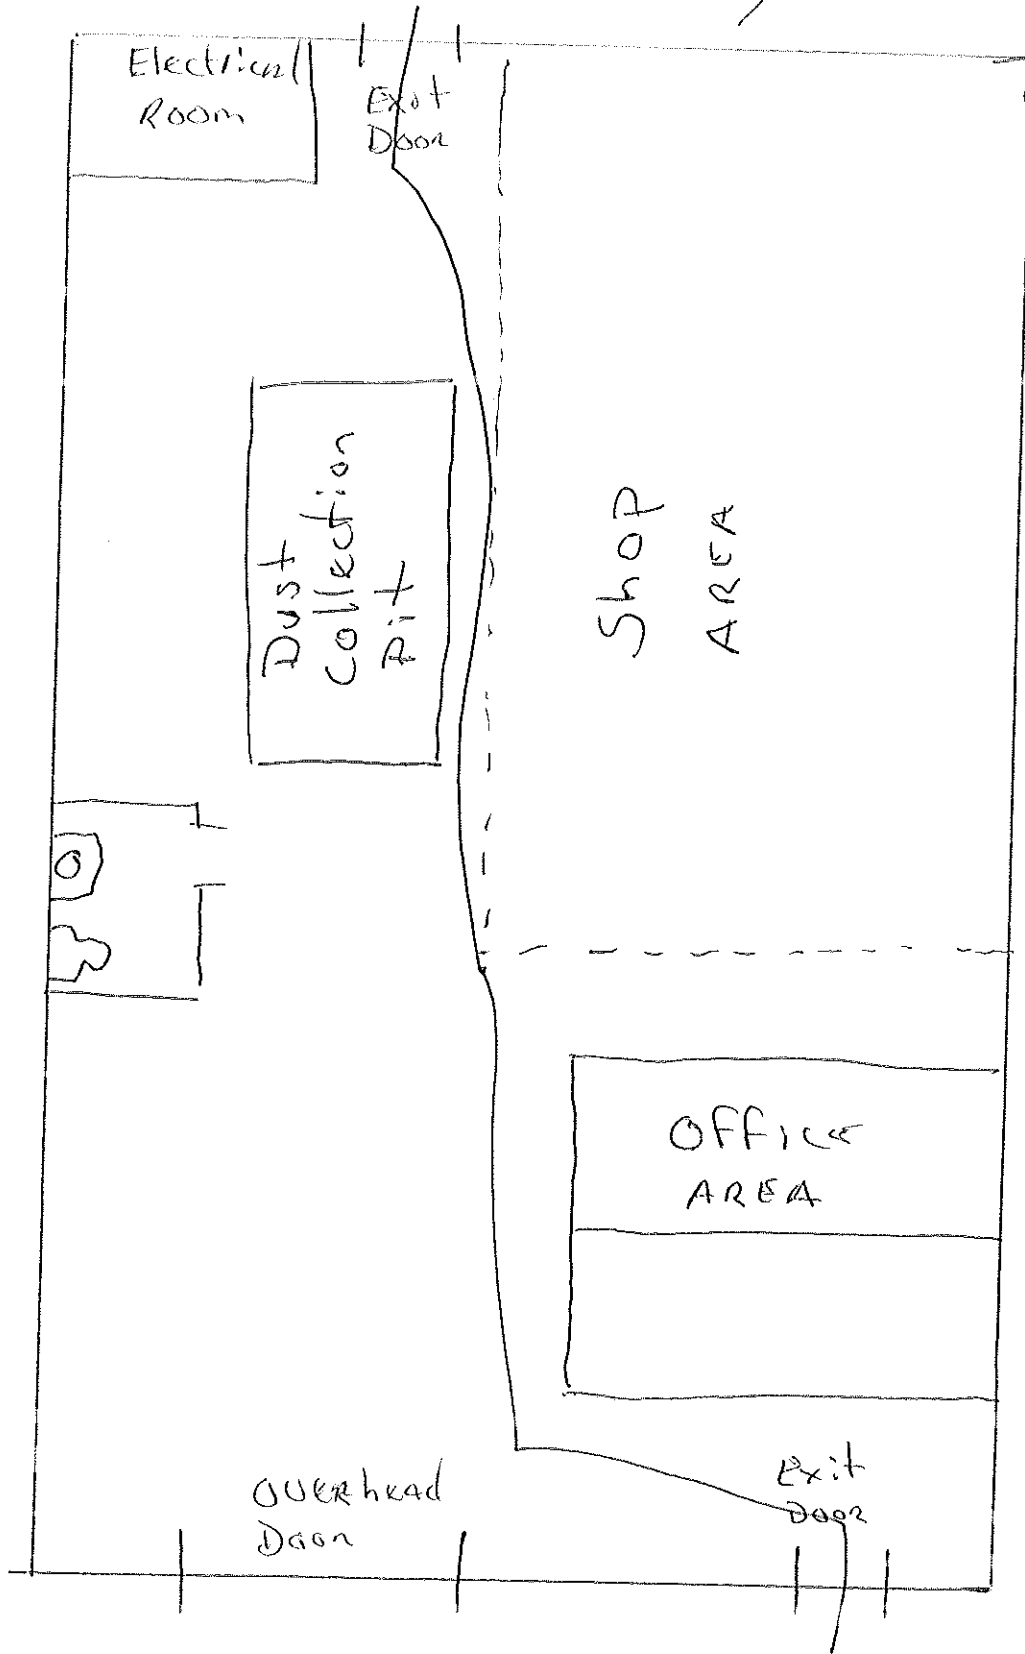 Electrical
Room
Exit
Door
Dust
Collection
Pit
Shop
AREA
OFFice
AREA
OVERhEAD
Door
Exit
Door